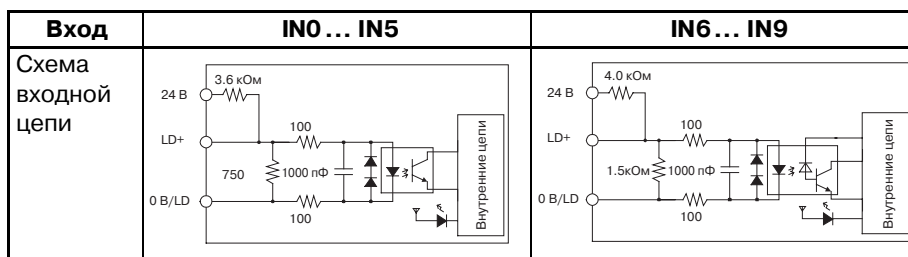 Вход IN0 ... IN5 IN6 ... IN9
Схема
входной
цепи
3.6 кОм
24 В
LD+
100
750
1000 пФ
0 В/LD
100
Внутренние цепи
4.0 кОм
24 В
LD+
100
1.5кОм
1000 пФ
0 В/LD
100
Внутренние цепи